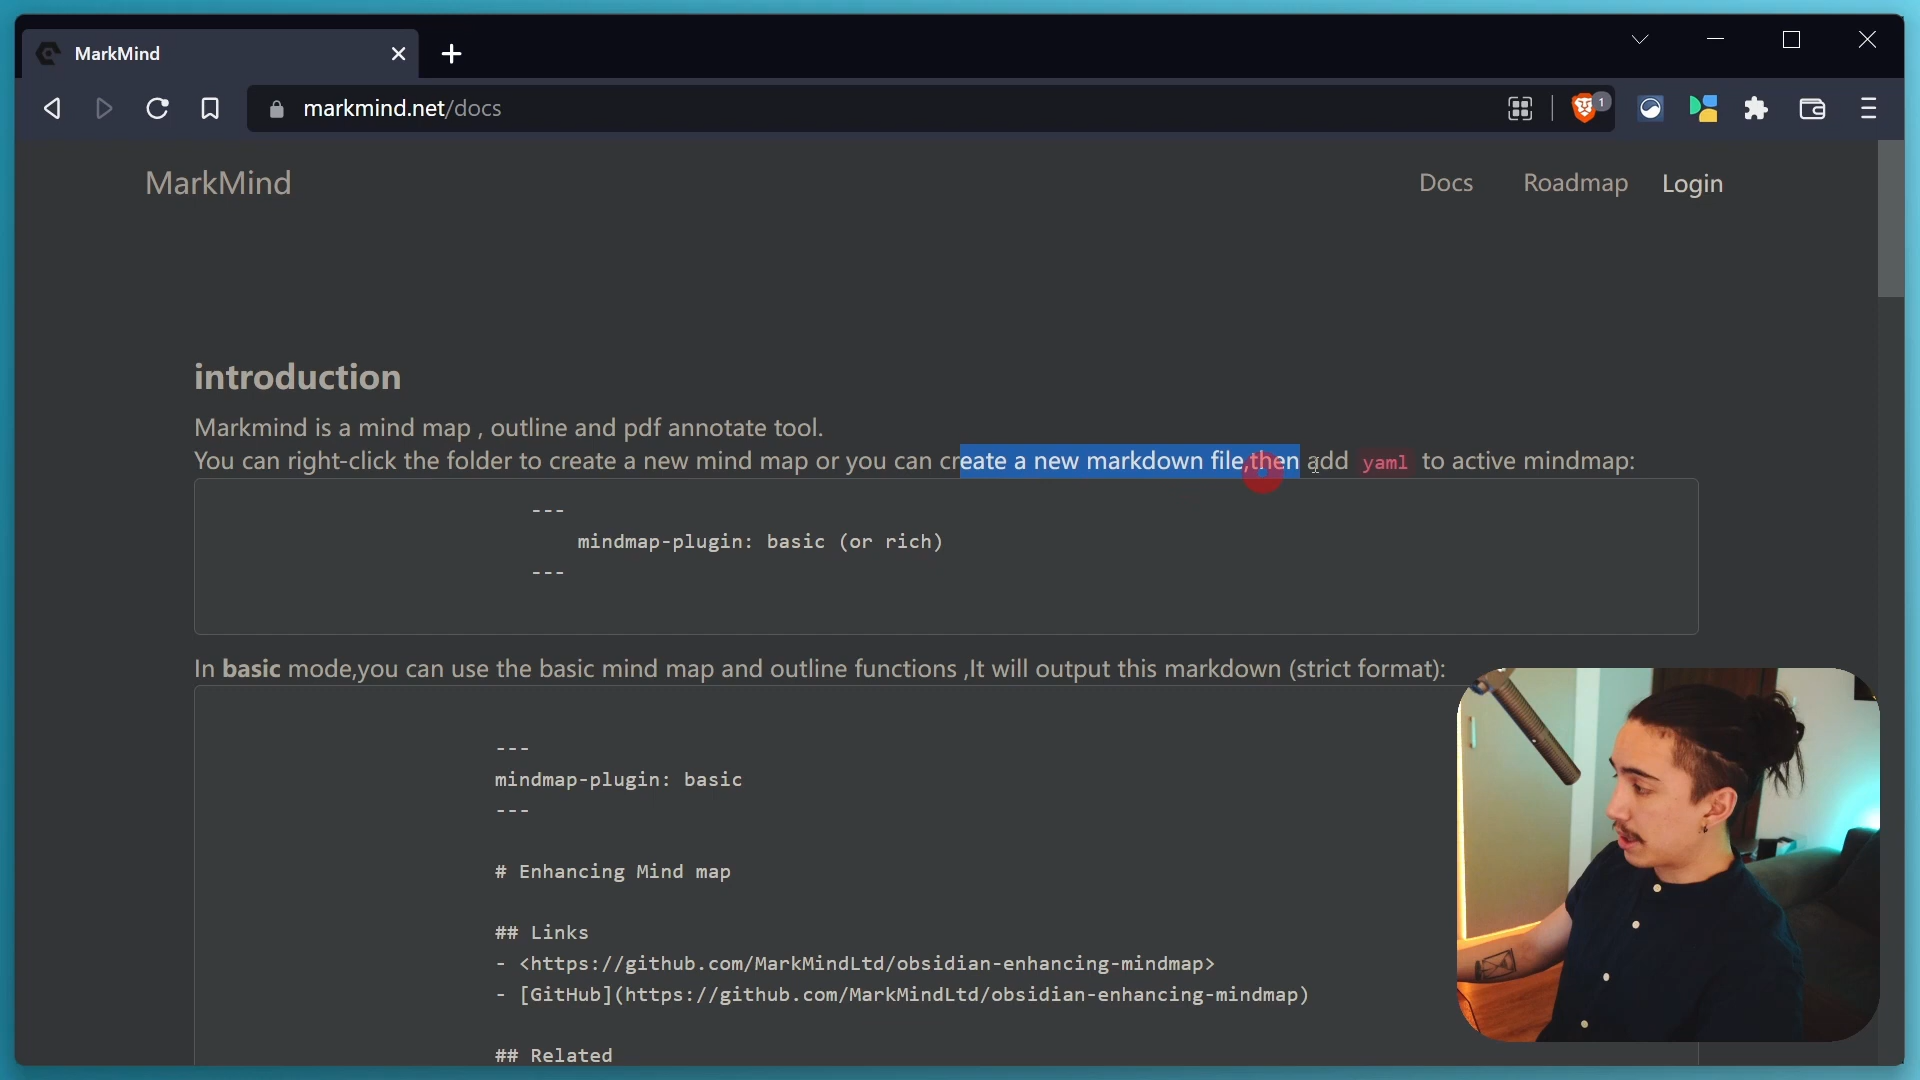 MarkMind
markmind.net/docs
1
MarkMind
Docs Roadmap Login
introduction
Markmind is a mind map , outline and pdf annotate tool.
You can right-click the folder to create a new mind map or you can create a new markdown file,then add yaml to active mindmap:
---
mindmap-plugin: basic (or rich)
---
In basic mode,you can use the basic mind map and outline functions ,It will output this markdown (strict format):
---
mindmap-plugin: basic
---
# Enhancing Mind map
## Links
- <https://github.com/MarkMindLtd/obsidian-enhancing-mindmap>
- [GitHub](https://github.com/MarkMindLtd/obsidian-enhancing-mindmap)
## Related